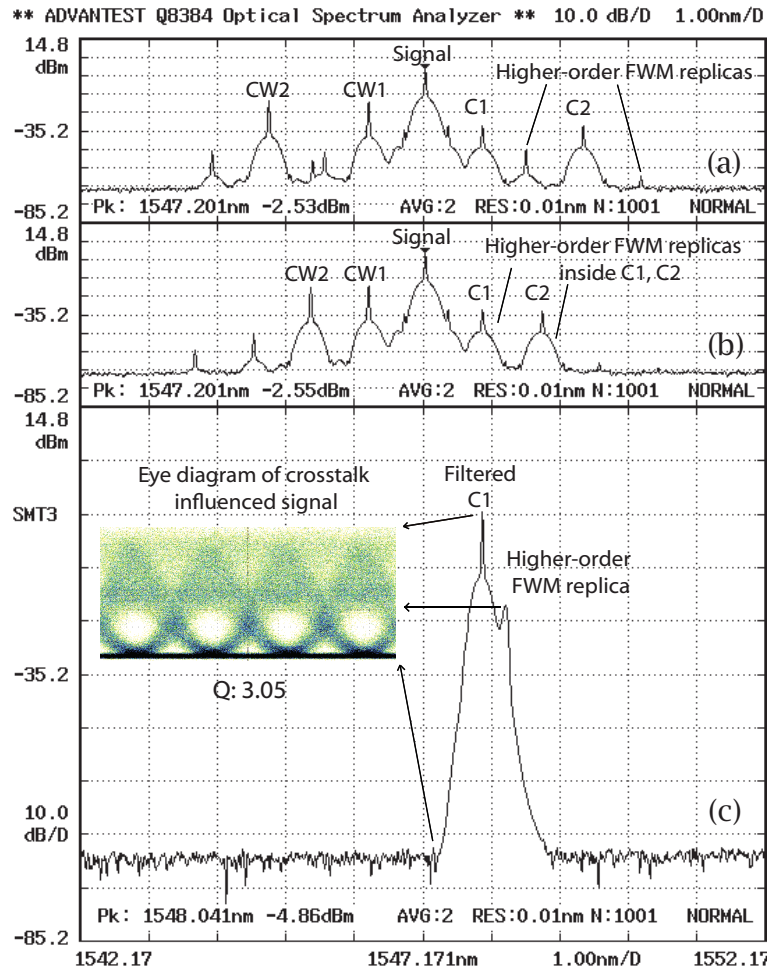 ** ADVANTEST Q8384 Optical Spectrum Analyzer ** 10.0 dB/D 1.00nm/D
14.8
dBm
Signal
Higher-order FWM replicas
CW2
CW1
C1
C2
-35.2
(a)
-85.2
Pk: 1547.201nm -2.53dBm AVG:2 RES:0.01nm N:1001 NORMAL
14.8
dBm
Signal
Higher-order FWM replicas
inside C1, C2
CW2
CW1
C1
C2
-35.2
(b)
-85.2
Pk: 1547.201nm -2.55dBm AVG:2 RES:0.01nm N:1001 NORMAL
14.8
dBm
Eye diagram of crosstalk
influenced signal
Filtered
C1
SMT3
Higher-order
FWM replica
-35.2
Q: 3.05
10.0
dB/D
(c)
Pk: 1548.041nm -4.86dBm AVG:2 RES:0.01nm N:1001 NORMAL
-85.2
1542.17 1547.171nm 1.00nm/D 1552.17